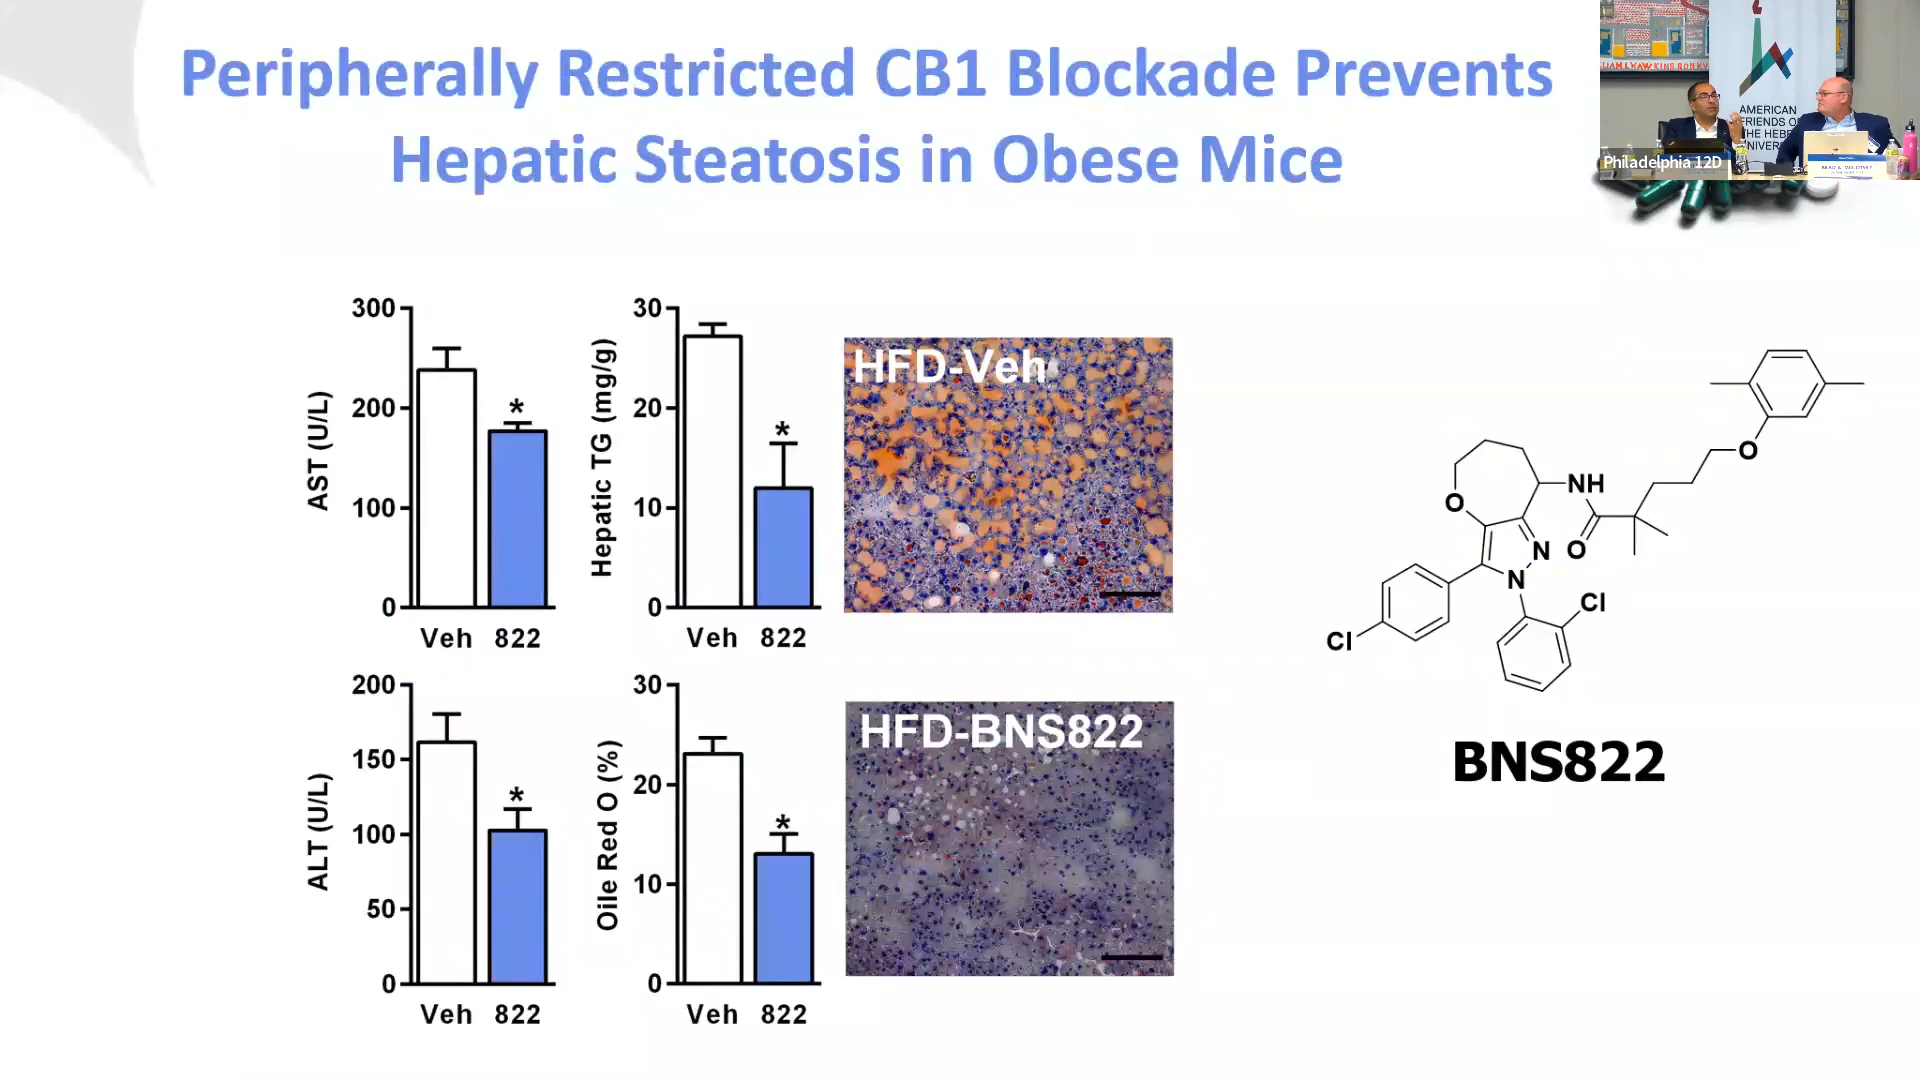 Peripherally Restricted CB1 Blockade Prevents
Hepatic Steatosis in Obese Mice
AMERICAN
FRIENDS OF
THE HEBR
UNIVERS
Philadelphia 12D
300
200
100
0
AST (U/L)
*
Veh 822
30
20
10
0
Hepatic TG (mg/g)
*
Veh 822
HFD-Veh
200
150
100
50
0
ALT (U/L)
*
Veh 822
30
20
10
0
Oile Red O (%)
*
Veh 822
HFD-BNS822
O
O
NH
O
N
N
Cl
Cl
BNS822